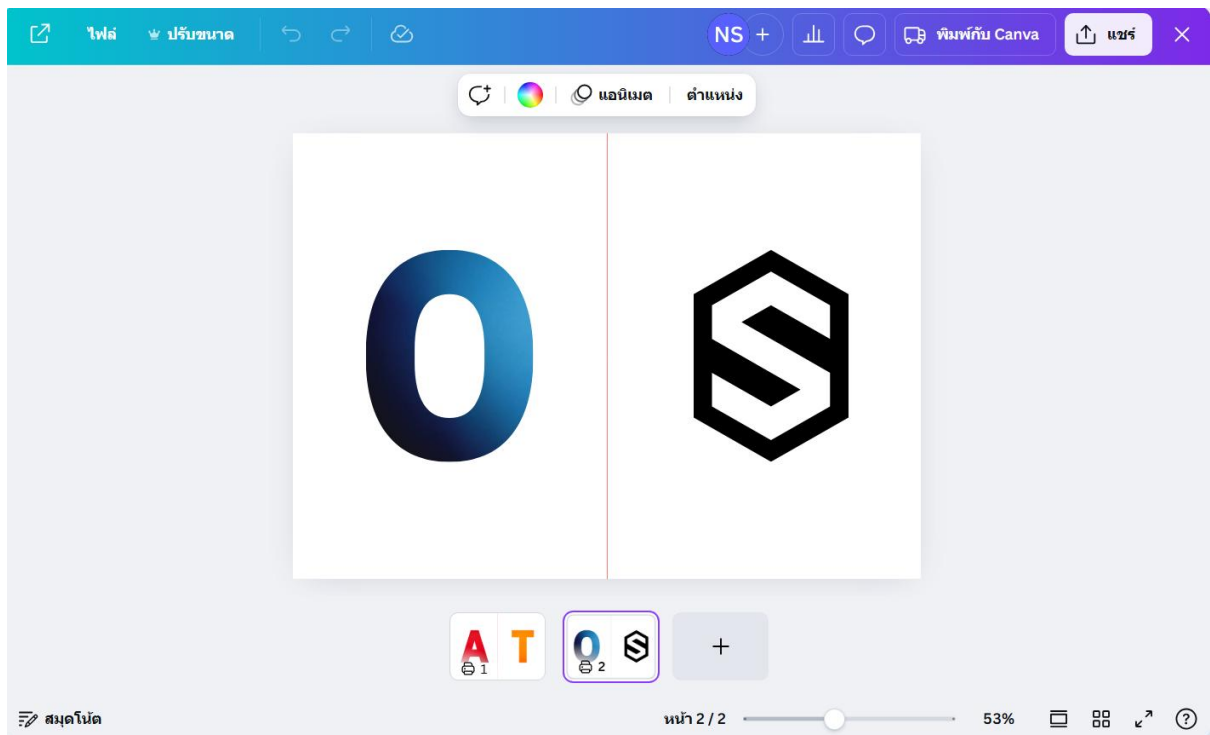 ไฟล์ ปรับขนาด NS + พิมพ์กับ Canva แชร์
แอนิเมต ตำแหน่ง
O S
A 1 T O 2 S +
สมุดโน้ต หน้า 2 / 2 53% ?